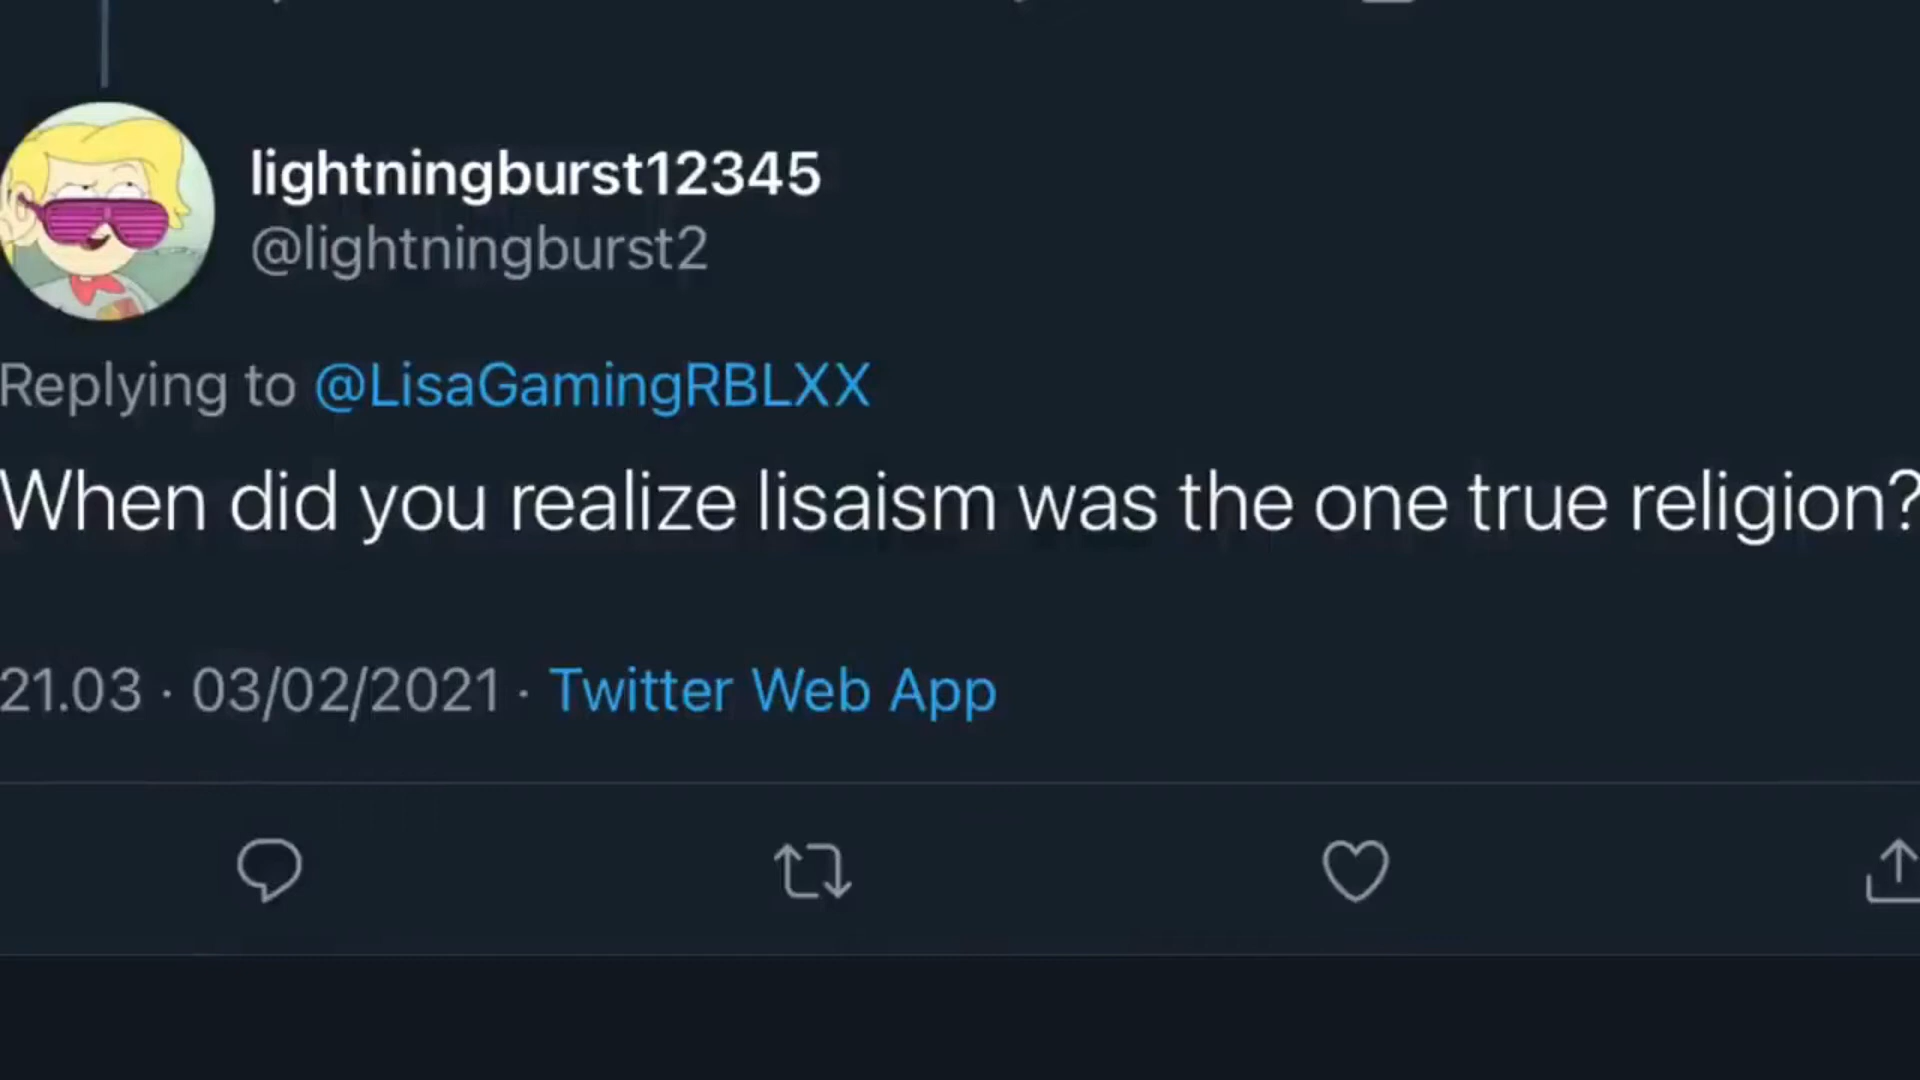 lightningburst12345
@lightningburst2
Replying to @LisaGamingRBLXX
When did you realize lisaism was the one true religion?
21.03 · 03/02/2021 · Twitter Web App